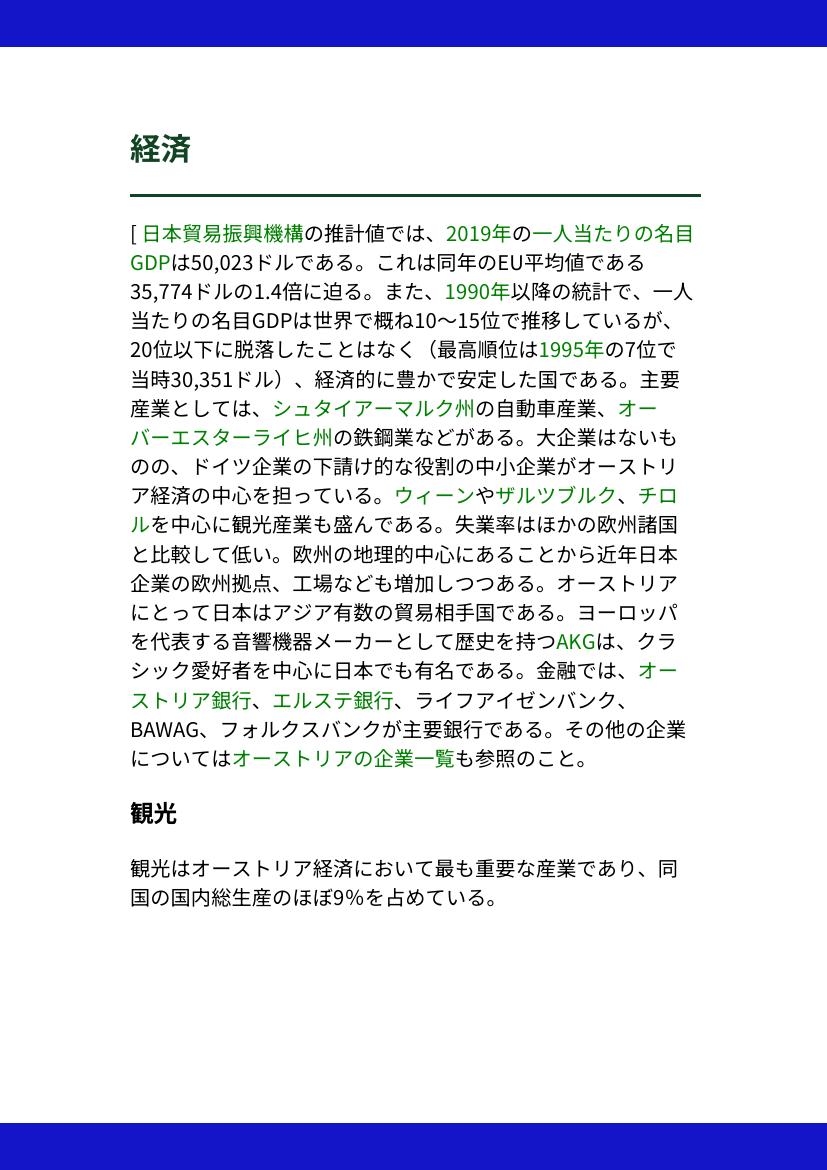 経済
[ 日本貿易振興機構の推計値では、2019年の一人当たりの名目
GDPは50,023ドルである。これは同年のEU平均値である
35,774ドルの1.4倍に迫る。また、1990年以降の統計で、一人
当たりの名目GDPは世界で概ね10〜15位で推移しているが、
20位以下に脱落したことはなく（最高順位は1995年の7位で
当時30,351ドル）、経済的に豊かで安定した国である。主要
産業としては、シュタイアーマルク州の自動車産業、オー
バーエスターライヒ州の鉄鋼業などがある。大企業はないも
のの、ドイツ企業の下請け的な役割の中小企業がオーストリ
ア経済の中心を担っている。ウィーンやザルツブルク、チロ
ルを中心に観光産業も盛んである。失業率はほかの欧州諸国
と比較して低い。欧州の地理的中心にあることから近年日本
企業の欧州拠点、工場なども増加しつつある。オーストリア
にとって日本はアジア有数の貿易相手国である。ヨーロッパ
を代表する音響機器メーカーとして歴史を持つAKGは、クラ
シック愛好者を中心に日本でも有名である。金融では、オー
ストリア銀行、エルステ銀行、ライフアイゼンバンク、
BAWAG、フォルクスバンクが主要銀行である。その他の企業
についてはオーストリアの企業一覧も参照のこと。
観光
観光はオーストリア経済において最も重要な産業であり、同
国の国内総生産のほぼ9％を占めている。